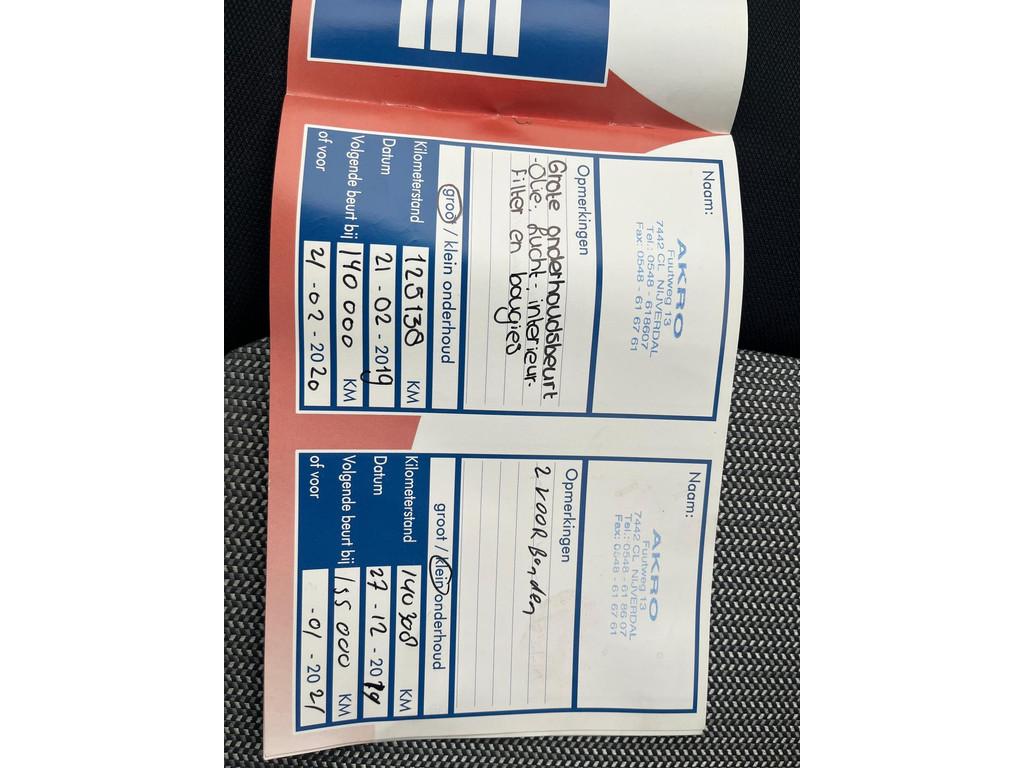 Naam:
AKRO
Fuutweg 13
7442 CL NIJVERDAL
Tel.: 0548 - 618607
Fax: 0548 - 61 67 61
Opmerkingen
Grote onderhoudsbeurt
-Olie-, lucht-, interieur-
filter en bougies
groot / klein onderhoud
Kilometerstand 125138 KM
Datum 21-02-2019
Volgende beurt bij 140 000 KM
of voor 21-02-2020
Naam:
AKRO
Fuutweg 13
7442 CL NIJVERDAL
Tel.: 0548 - 61 86 07
Fax: 0548 - 61 67 61
Opmerkingen
2 VOOR Banden
groot / klein onderhoud
Kilometerstand 140308 KM
Datum 27-12-2019
Volgende beurt bij 155 000 KM
of voor -01-2021